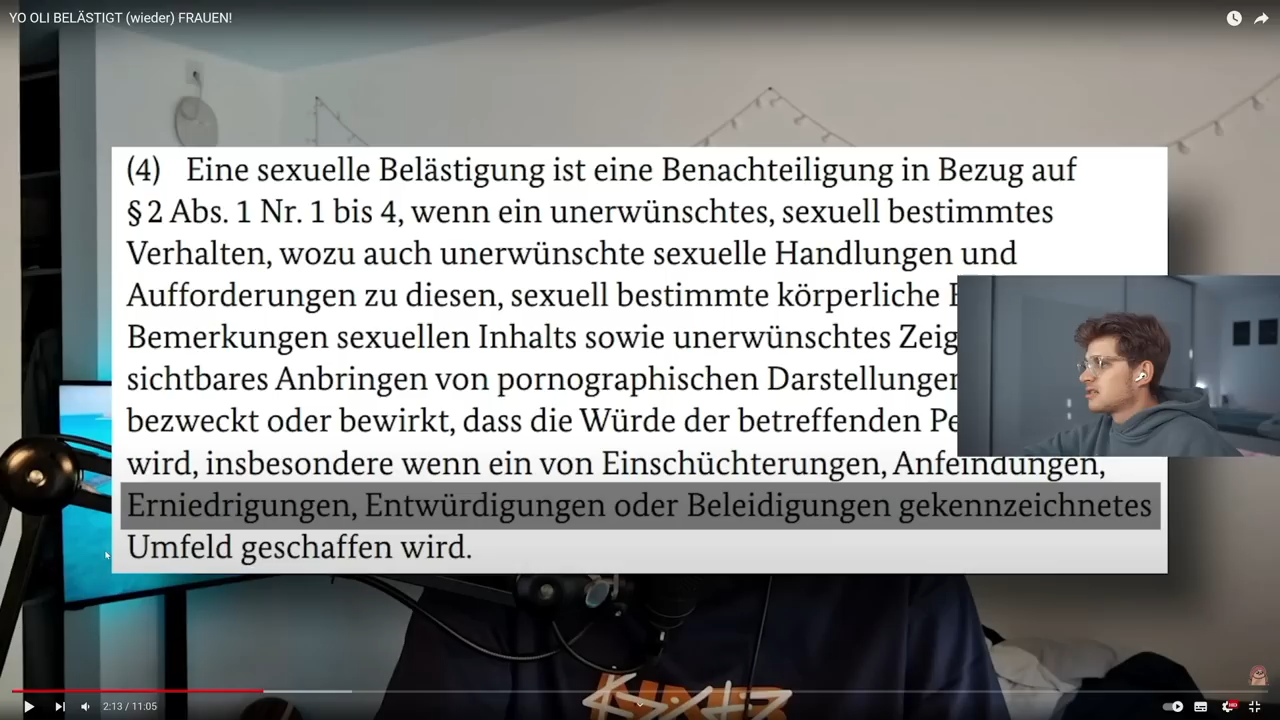 YO OLI BELÄSTIGT (wieder) FRAUEN!
(4) Eine sexuelle Belästigung ist eine Benachteiligung in Bezug auf
§ 2 Abs. 1 Nr. 1 bis 4, wenn ein unerwünschtes, sexuell bestimmtes
Verhalten, wozu auch unerwünschte sexuelle Handlungen und
Aufforderungen zu diesen, sexuell bestimmte körperliche
Bemerkungen sexuellen Inhalts sowie unerwünschtes
sichtbares Anbringen von pornographischen
bezweckt oder bewirkt, dass die Würde der betreffenden
wird, insbesondere wenn ein von Einschüchterungen, Anfeindungen,
Erniedrigungen, Entwürdigungen oder Beleidigungen gekennzeichnetes
Umfeld geschaffen wird.
2:13 / 11:05
HD